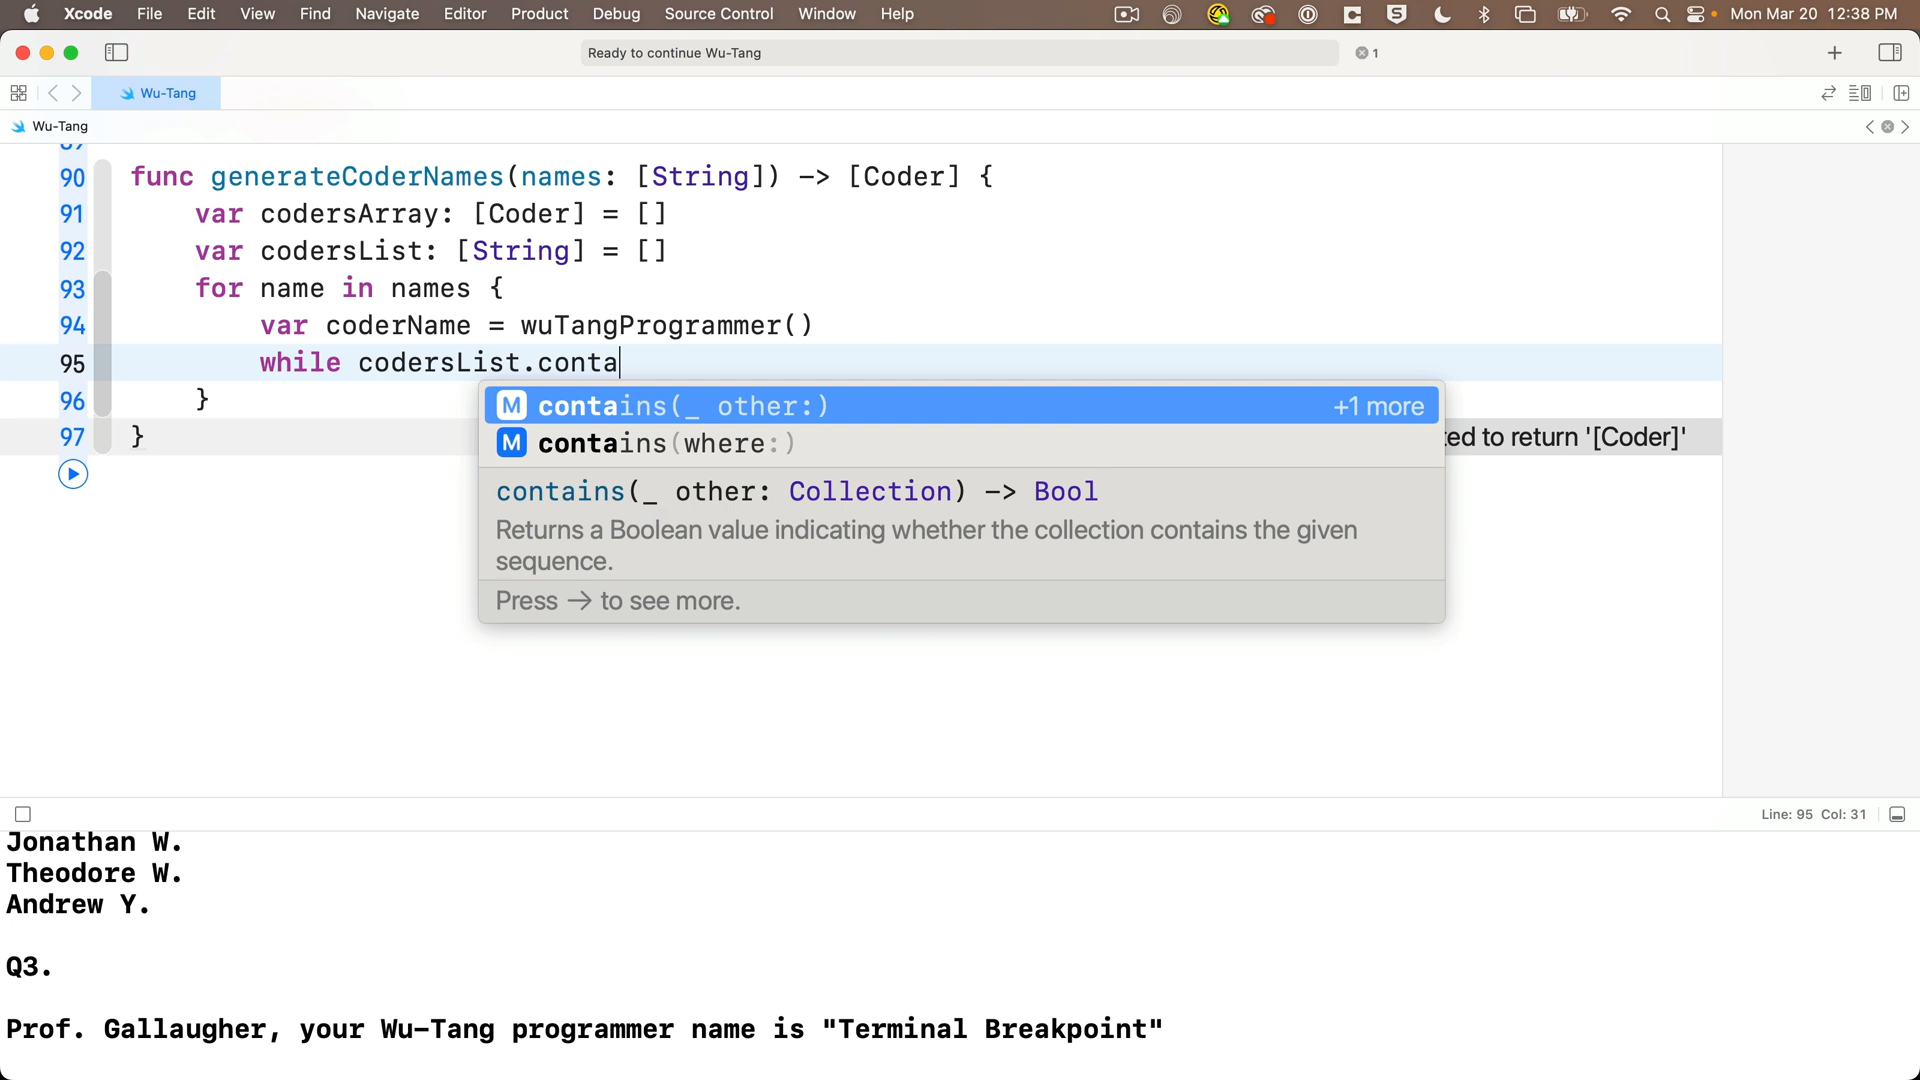 Xcode File Edit View Find Navigate Editor Product Debug Source Control Window Help Mon Mar 20 12:38 PM
Ready to continue Wu-Tang 1
Wu-Tang
Wu-Tang
89
90 func generateCoderNames(names: [String]) -> [Coder] {
91 var codersArray: [Coder] = []
92 var codersList: [String] = []
93 for name in names {
94 var coderName = wuTangProgrammer()
95 while codersList.conta
96 }
97 }
M contains(_ other:) +1 more
M contains(where:)
ted to return '[Coder]'
contains(_ other: Collection) -> Bool
Returns a Boolean value indicating whether the collection contains the given
sequence.
Press → to see more.
Line: 95 Col: 31
Jonathan W.
Theodore W.
Andrew Y.
Q3.
Prof. Gallaugher, your Wu-Tang programmer name is "Terminal Breakpoint"